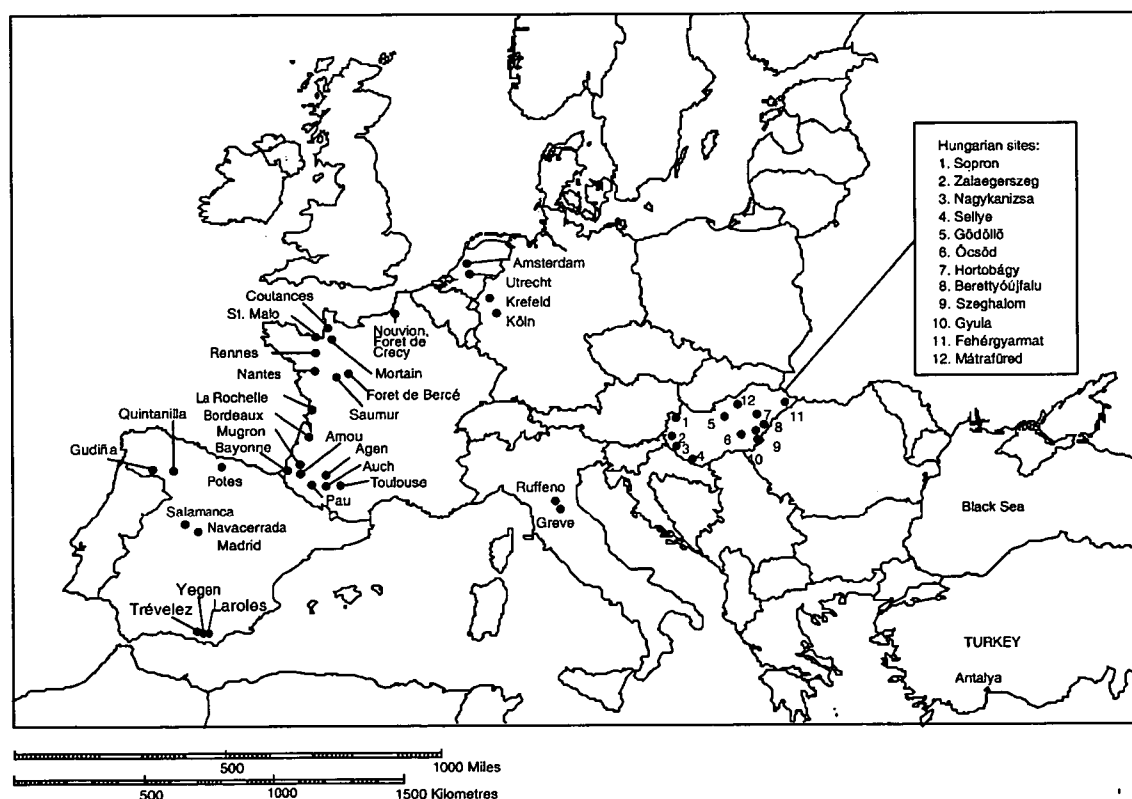 Hungarian sites:
1. Sopron
2. Zalaegerszeg
3. Nagykanizsa
4. Sellye
5. Gödöllö
6. Öcsöd
7. Hortobágy
8. Berettyóújfalu
9. Szeghalom
10. Gyula
11. Fehérgyarmat
12. Mátrafüred
Amsterdam
Utrecht
Krefeld
Köln
Coutances
St. Malo
Nouvion,
Foret de
Crecy
Rennes
Mortain
Nantes
Foret de Bercé
Saumur
La Rochelle
Bordeaux
Quintanilla
Mugron
Amou
Gudiña
Bayonne
Agen
Auch
Potes
Toulouse
Pau
Salamanca
Navacerrada
Madrid
Yegen
Trévelez
Laroles
Ruffeno
Greve
1
2
3
4
5
6
7
8
9
10
11
12
Black Sea
TURKEY
Antalya
500
1000 Miles
500
1000
1500 Kilometres